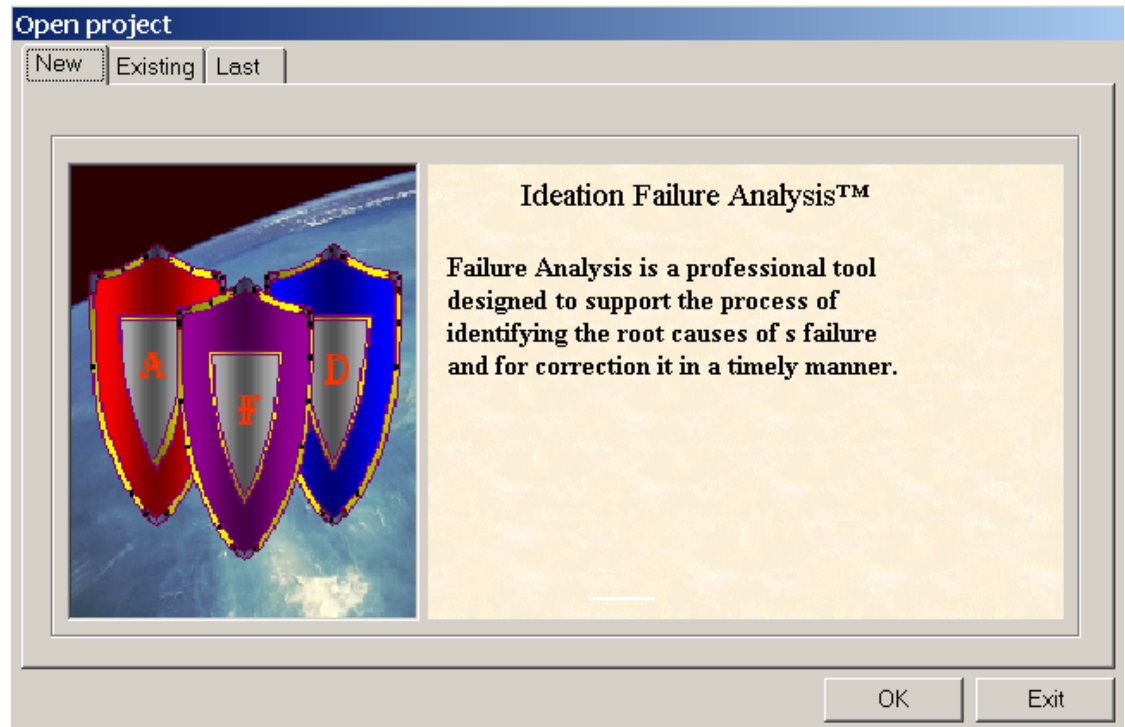 Open project
New Existing Last
Ideation Failure Analysis™
Failure Analysis is a professional tool
designed to support the process of
identifying the root causes of s failure
and for correction it in a timely manner.
A F D
OK Exit